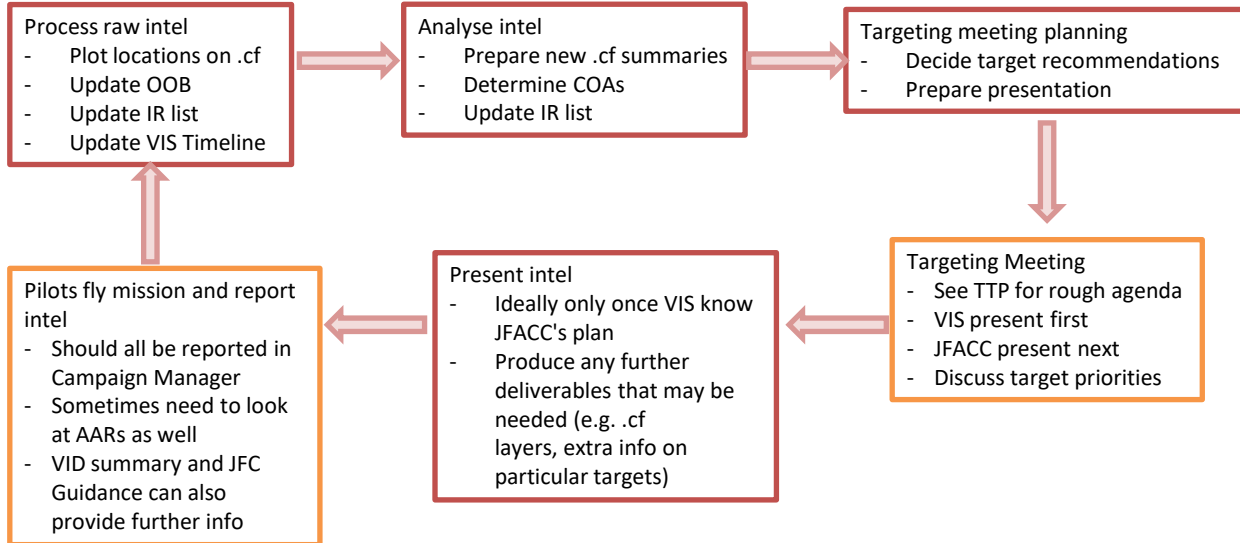 Process raw intel
- Plot locations on .cf
- Update OOB
- Update IR list
- Update VIS Timeline
Analyse intel
- Prepare new .cf summaries
- Determine COAs
- Update IR list
Targeting meeting planning
- Decide target recommendations
- Prepare presentation
Targeting Meeting
- See TTP for rough agenda
- VIS present first
- JFACC present next
- Discuss target priorities
Present intel
- Ideally only once VIS know
JFACC's plan
- Produce any further
deliverables that may be
needed (e.g. .cf
layers, extra info on
particular targets)
Pilots fly mission and report
intel
- Should all be reported in
Campaign Manager
- Sometimes need to look
at AARs as well
- VID summary and JFC
Guidance can also
provide further info